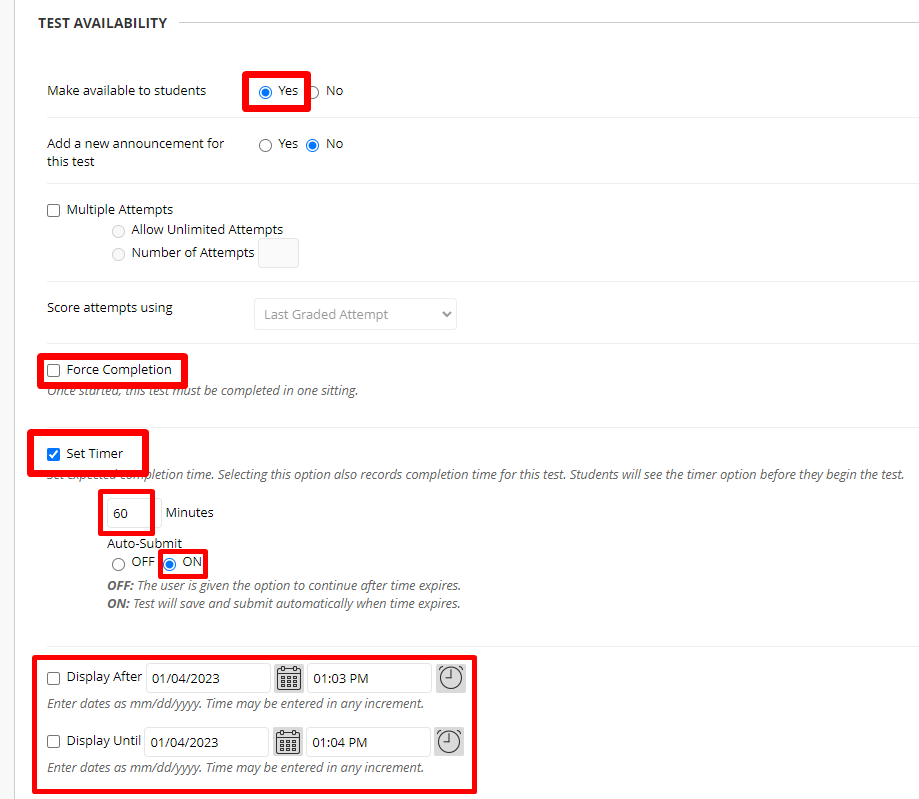 TEST AVAILABILITY
Make available to students Yes No
Add a new announcement for
this test Yes No
Multiple Attempts
Allow Unlimited Attempts
Number of Attempts
Score attempts using Last Graded Attempt
Force Completion
Once started, this test must be completed in one sitting.
Set Timer
Set expected completion time. Selecting this option also records completion time for this test. Students will see the timer option before they begin the test.
60 Minutes
Auto-Submit
OFF ON
OFF: The user is given the option to continue after time expires.
ON: Test will save and submit automatically when time expires.
Display After 01/04/2023 01:03 PM
Enter dates as mm/dd/yyyy. Time may be entered in any increment.
Display Until 01/04/2023 01:04 PM
Enter dates as mm/dd/yyyy. Time may be entered in any increment.